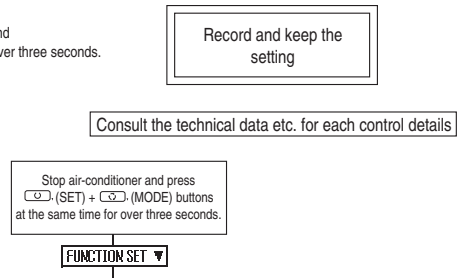 nd
ver three seconds.
Record and keep the
setting
Consult the technical data etc. for each control details
Stop air-conditioner and press
(SET) + (MODE) buttons
at the same time for over three seconds.
FUNCTION SET ▼